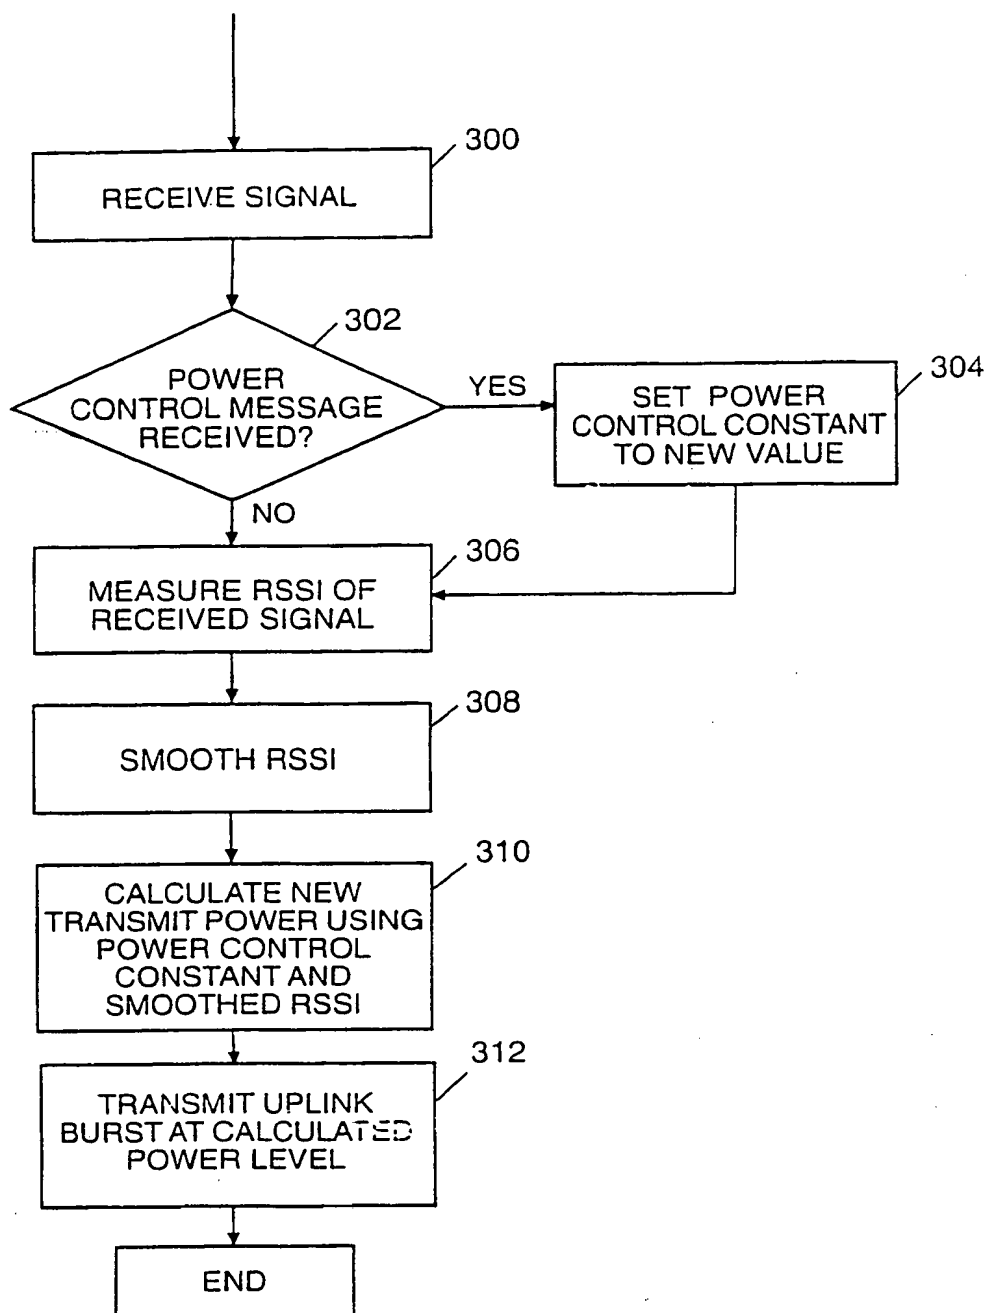 300
RECEIVE SIGNAL
302
POWER
CONTROL MESSAGE
RECEIVED?
YES
304
SET POWER
CONTROL CONSTANT
TO NEW VALUE
NO
306
MEASURE RSSI OF
RECEIVED SIGNAL
308
SMOOTH RSSI
310
CALCULATE NEW
TRANSMIT POWER USING
POWER CONTROL
CONSTANT AND
SMOOTHED RSSI
312
TRANSMIT UPLINK
BURST AT CALCULATED
POWER LEVEL
END